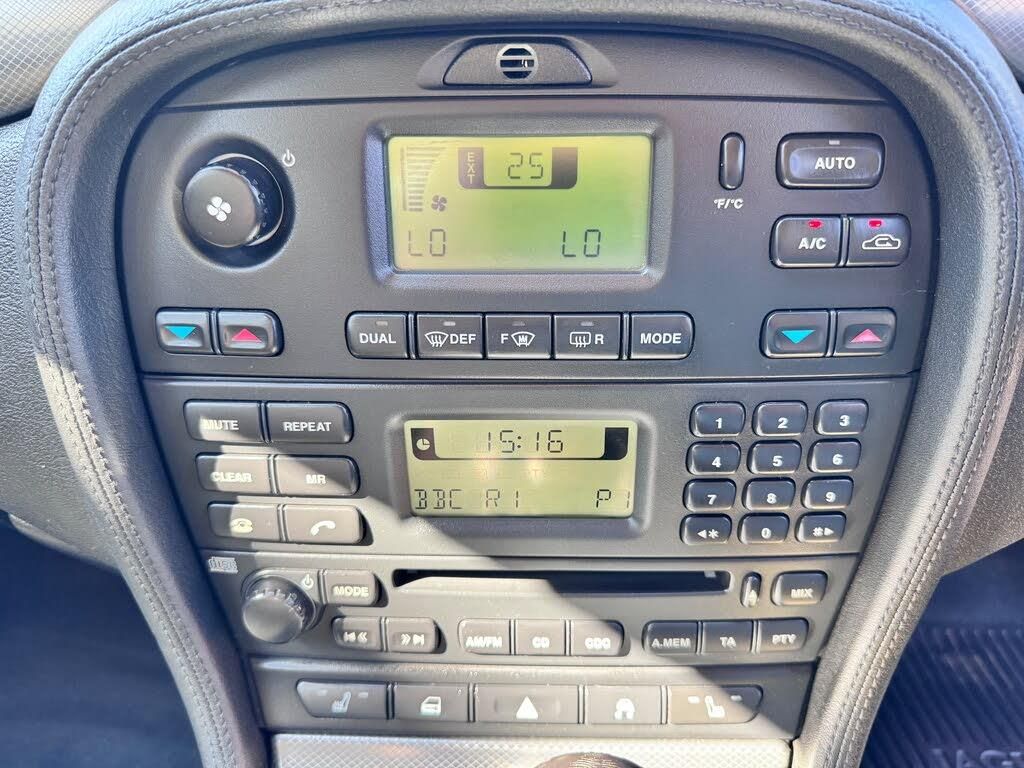 EXT 25
AUTO
°F/°C
A/C
LO LO
DUAL DEF F R MODE
MUTE REPEAT
15:16
1 2 3
CLEAR MR
4 5 6
BBC R1 P1
7 8 9
◂* 0 #▸
MODE
MIX
AM/FM CD CDC
A.MEM TA PTY